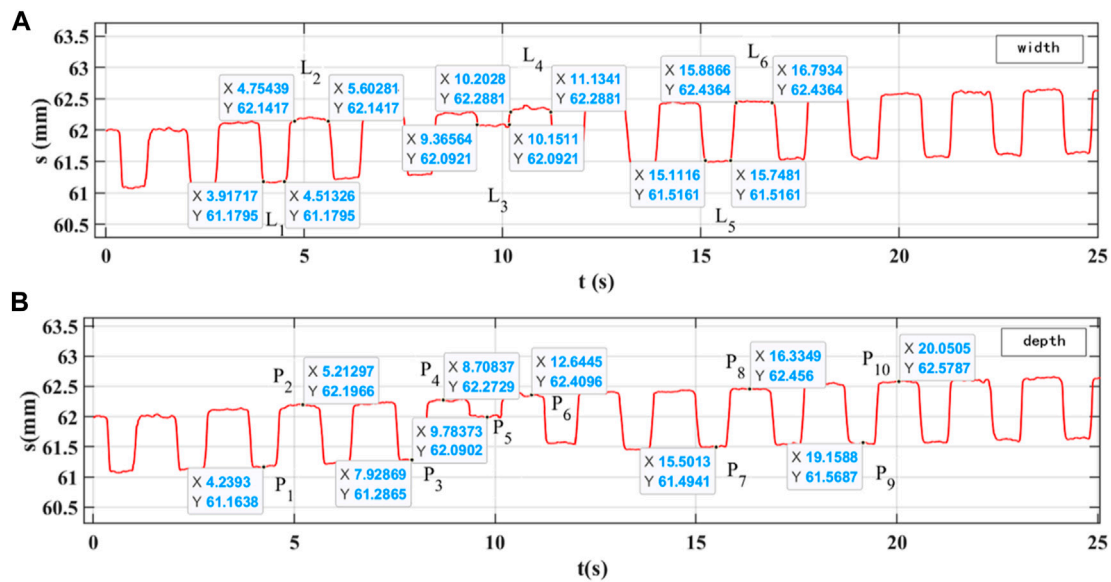 A
63.5
63
62.5
62
61.5
61
60.5
s (mm)
width
L2
L4
L6
X 4.75439
Y 62.1417
X 5.60281
Y 62.1417
X 10.2028
Y 62.2881
X 11.1341
Y 62.2881
X 15.8866
Y 62.4364
X 16.7934
Y 62.4364
X 9.36564
Y 62.0921
X 10.1511
Y 62.0921
X 3.91717
Y 61.1795
X 4.51326
Y 61.1795
X 15.1116
Y 61.5161
X 15.7481
Y 61.5161
L1
L3
L5
0 5 10 15 20 25
t (s)
B
63.5
63
62.5
62
61.5
61
60.5
s(mm)
depth
P2
X 5.21297
Y 62.1966
P4
X 8.70837
Y 62.2729
X 12.6445
Y 62.4096
P8
X 16.3349
Y 62.456
P10
X 20.0505
Y 62.5787
P6
P5
X 9.78373
Y 62.0902
X 4.2393
Y 61.1638
P1
X 7.92869
Y 61.2865
P3
X 15.5013
Y 61.4941
P7
X 19.1588
Y 61.5687
P9
0 5 10 15 20 25
t(s)